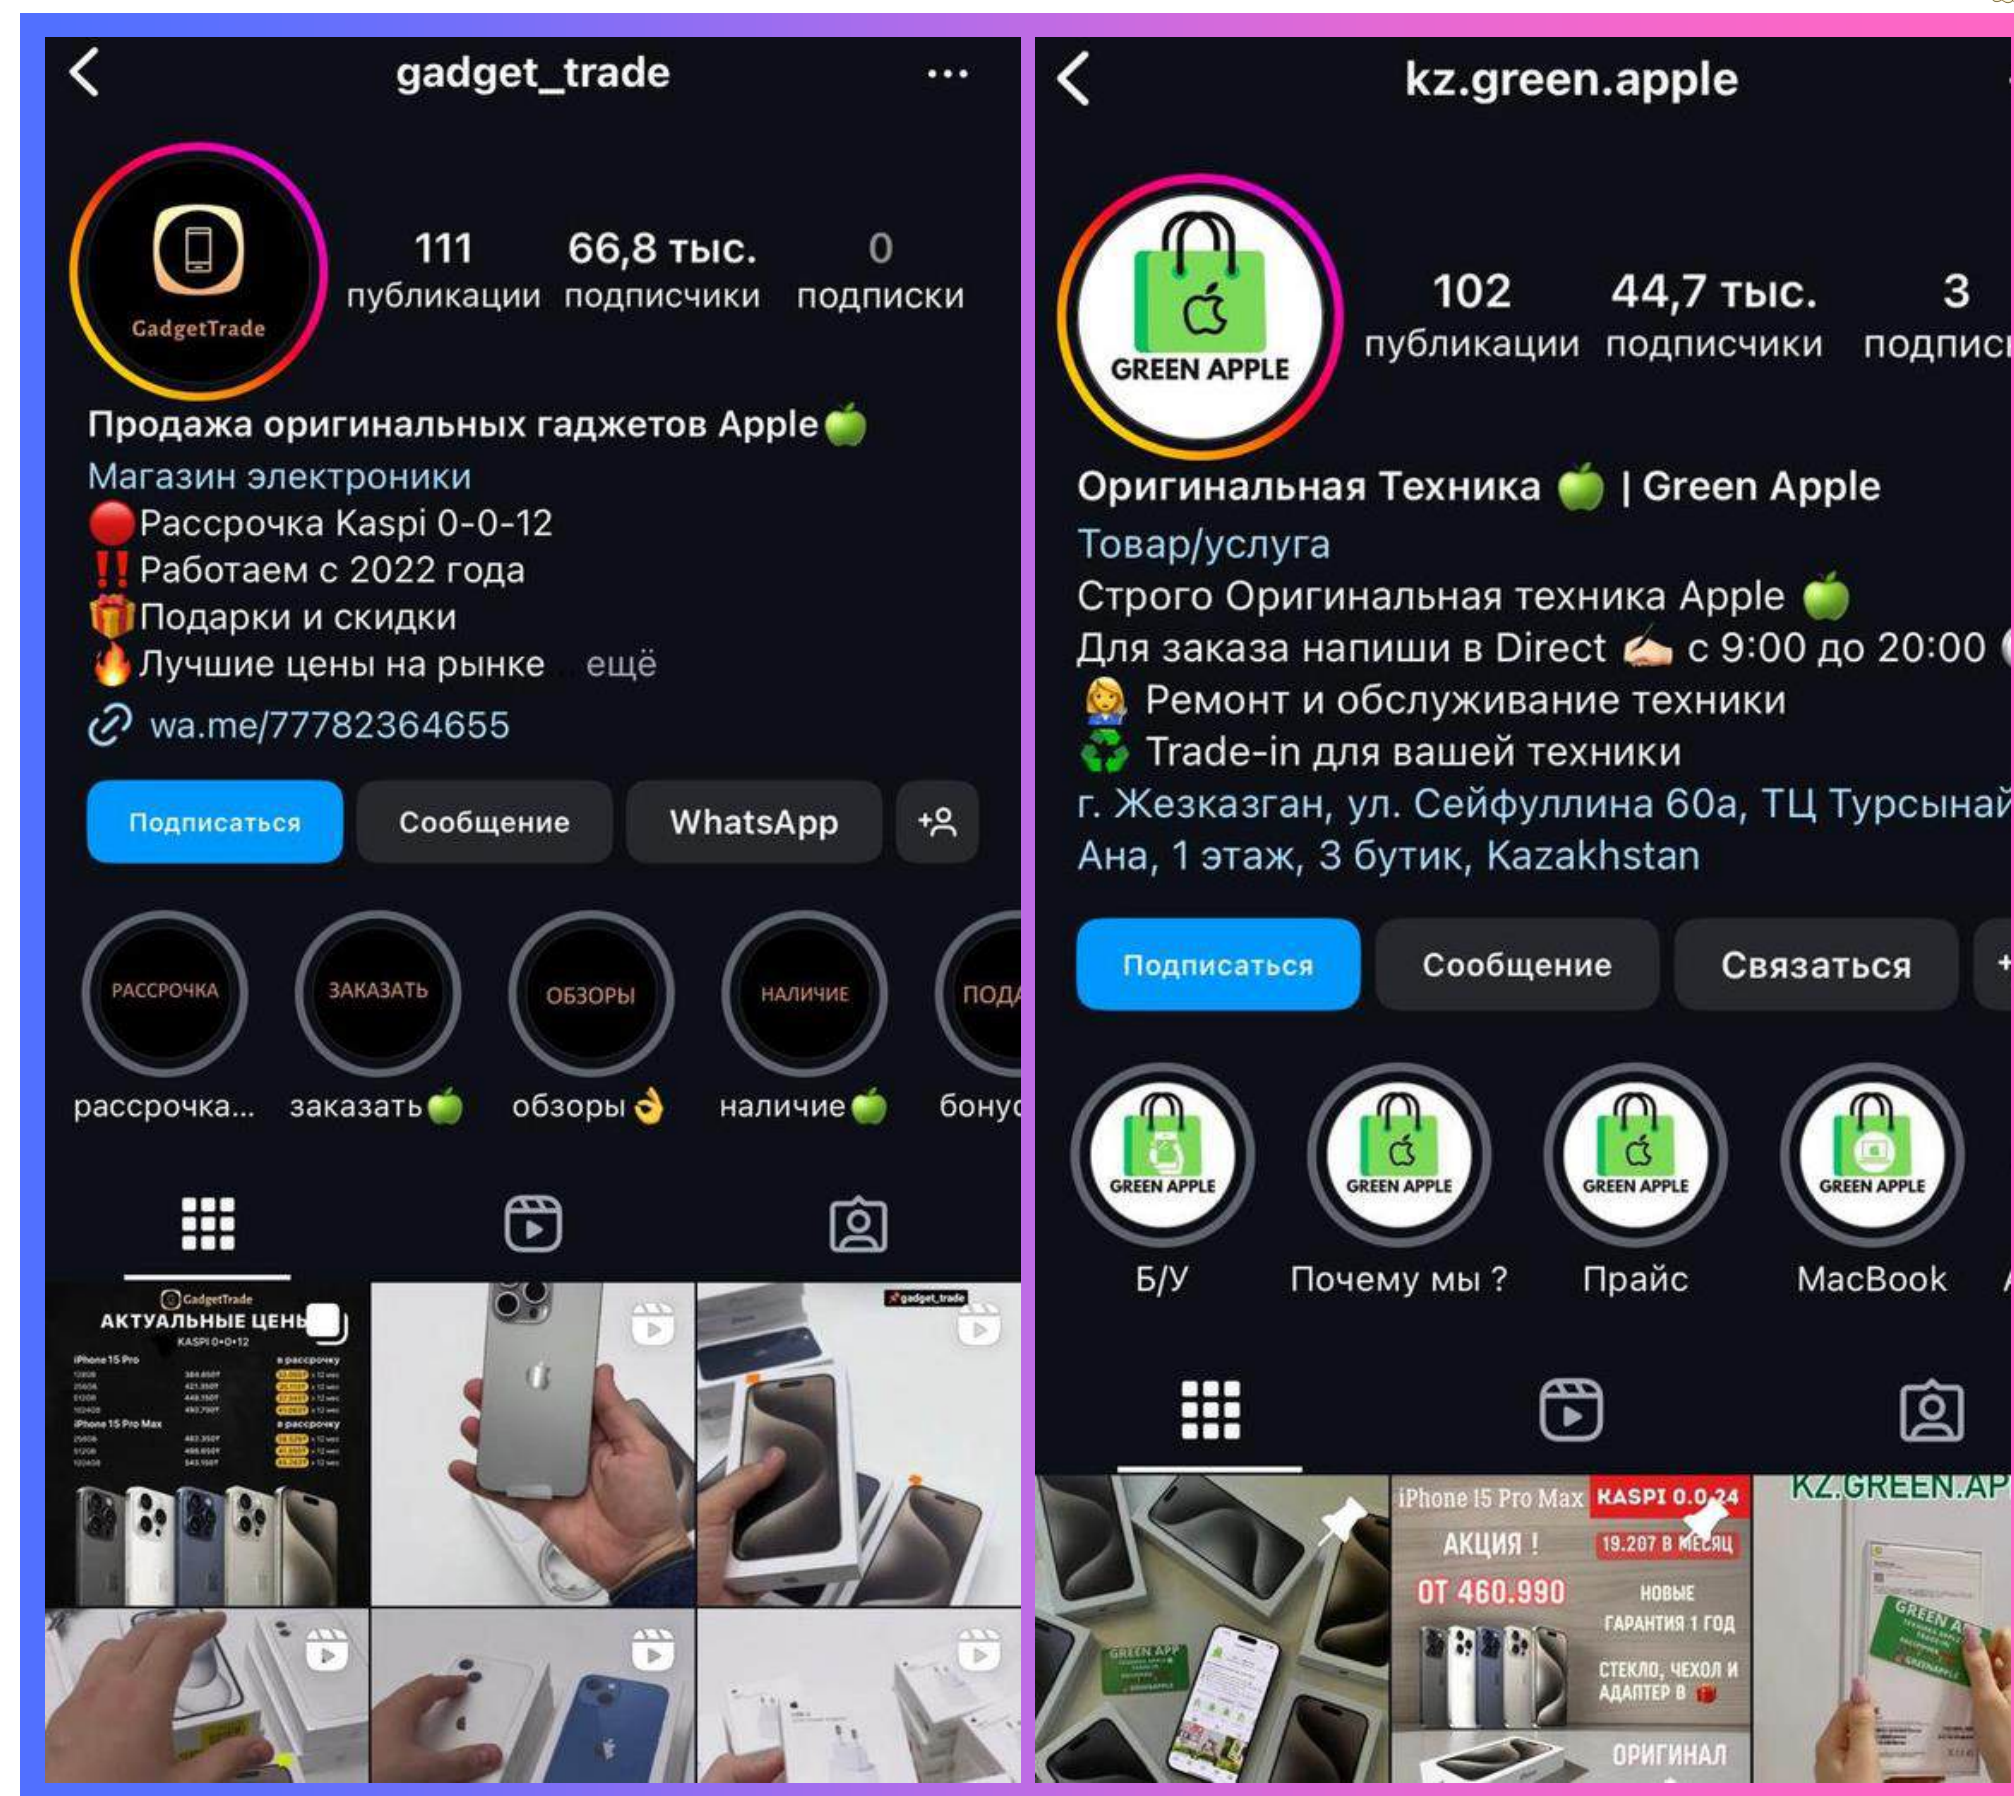 gadget_trade
GadgetTrade
111
66,8 тыс.
0
публикации
подписчики
подписки
Продажа оригинальных гаджетов Apple🍏
Магазин электроники
🔴Рассрочка Kaspi 0-0-12
‼️Работаем с 2022 года
🎁Подарки и скидки
🔥Лучшие цены на рынке ещё
wa.me/77782364655
Подписаться
Сообщение
WhatsApp
РАССРОЧКА
ЗАКАЗАТЬ
ОБЗОРЫ
НАЛИЧИЕ
ПОДА
рассрочка...
заказать🍏
обзоры👌
наличие🍏
бонус
GadgetTrade
АКТУАЛЬНЫЕ ЦЕНЫ
KASPI 0•0•12
iPhone 15 Pro
в рассрочку
iPhone 15 Pro Max
в рассрочку
gadget_trade
kz.green.apple
GREEN APPLE
102
44,7 тыс.
3
публикации
подписчики
подписк
Оригинальная Техника 🍏 | Green Apple
Товар/услуга
Строго Оригинальная техника Apple 🍏
Для заказа напиши в Direct ✍🏻 с 9:00 до 20:00
👩‍🔧 Ремонт и обслуживание техники
♻️ Trade-in для вашей техники
г. Жезказган, ул. Сейфуллина 60а, ТЦ Турсынай
Ана, 1 этаж, 3 бутик, Kazakhstan
Подписаться
Сообщение
Связаться
GREEN APPLE
GREEN APPLE
GREEN APPLE
GREEN APPLE
Б/У
Почему мы ?
Прайс
MacBook
iPhone 15 Pro Max
KASPI 0.0.24
АКЦИЯ !
19.207 В МЕСЯЦ
ОТ 460.990
НОВЫЕ
ГАРАНТИЯ 1 ГОД
СТЕКЛО, ЧЕХОЛ И
АДАПТЕР В 🎁
ОРИГИНАЛ
KZ.GREEN.AP
GREEN APP
GREEN A